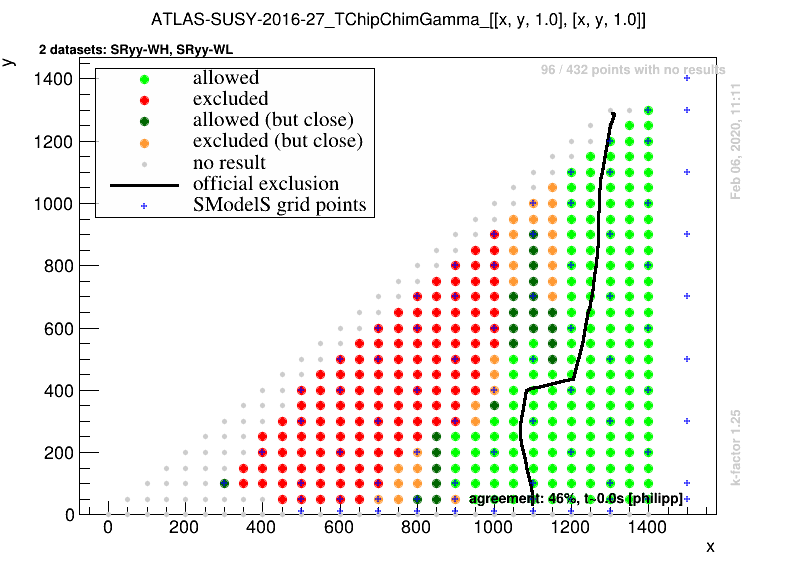 ATLAS-SUSY-2016-27_TChipChimGamma_[[x, y, 1.0], [x, y, 1.0]]
2 datasets: SRyy-WH, SRyy-WL
y
96 / 432 points with no results
1400
1200
1000
800
600
400
200
0
allowed
excluded
allowed (but close)
excluded (but close)
no result
official exclusion
SModelS grid points
Feb 06, 2020, 11:11
k-factor 1.25
agreement: 46%, t~0.0s [philipp]
0 200 400 600 800 1000 1200 1400
x